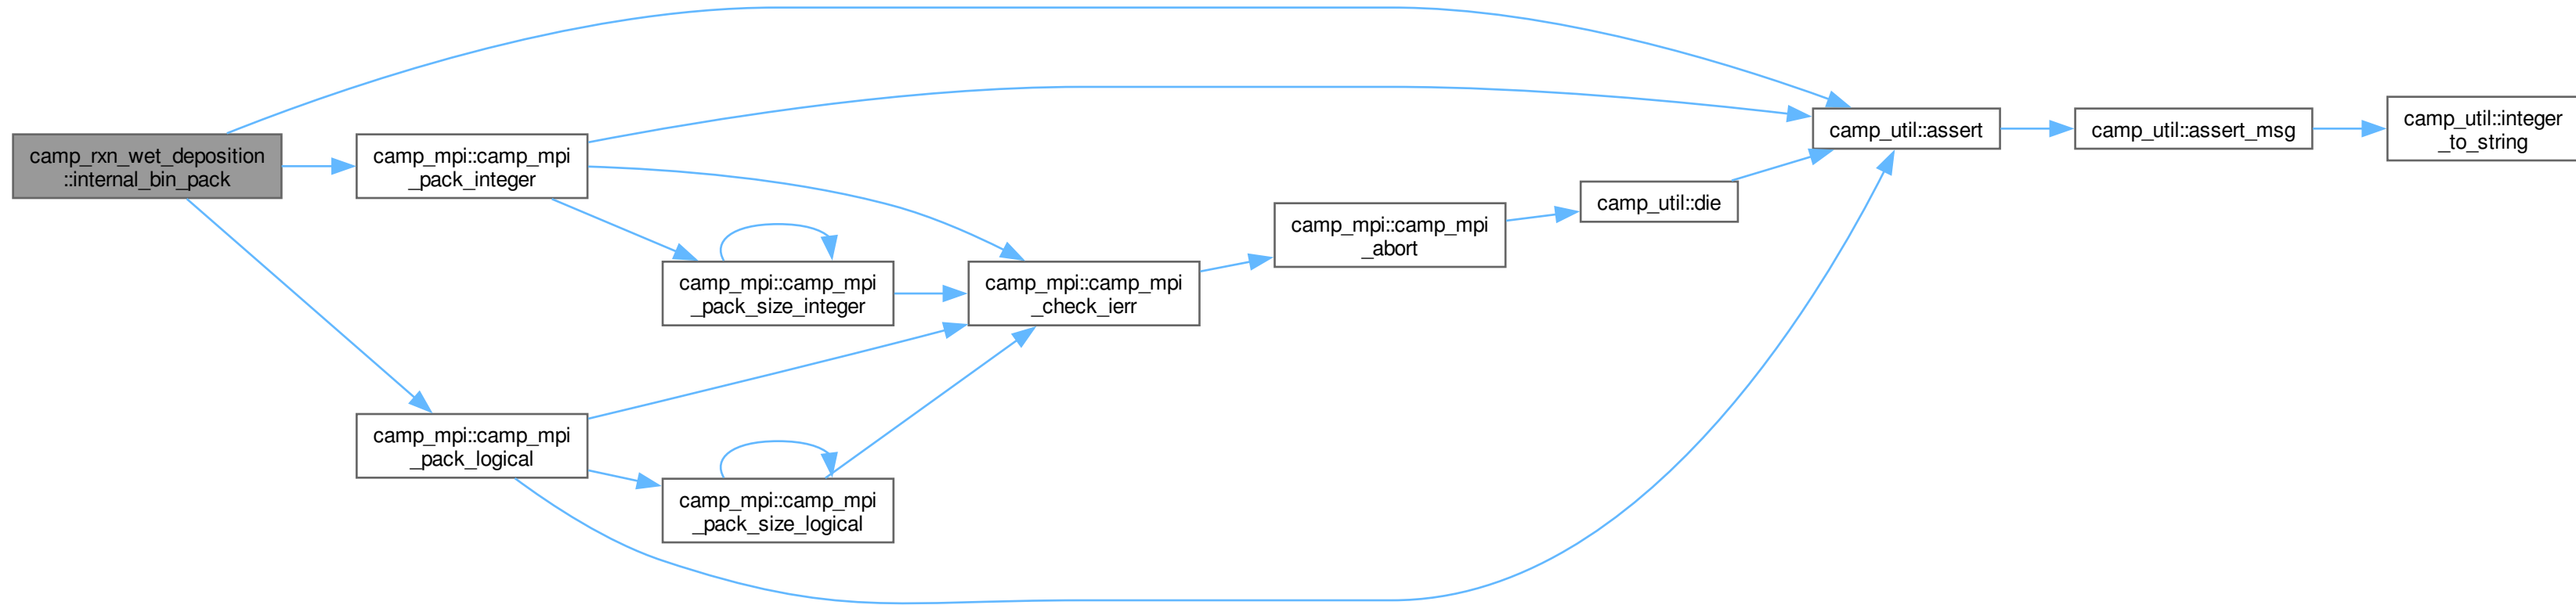 camp_rxn_wet_deposition
::internal_bin_pack
camp_mpi::camp_mpi
_pack_integer
camp_mpi::camp_mpi
_pack_size_integer
camp_mpi::camp_mpi
_check_ierr
camp_mpi::camp_mpi
_abort
camp_util::die
camp_util::assert
camp_util::assert_msg
camp_util::integer
_to_string
camp_mpi::camp_mpi
_pack_logical
camp_mpi::camp_mpi
_pack_size_logical